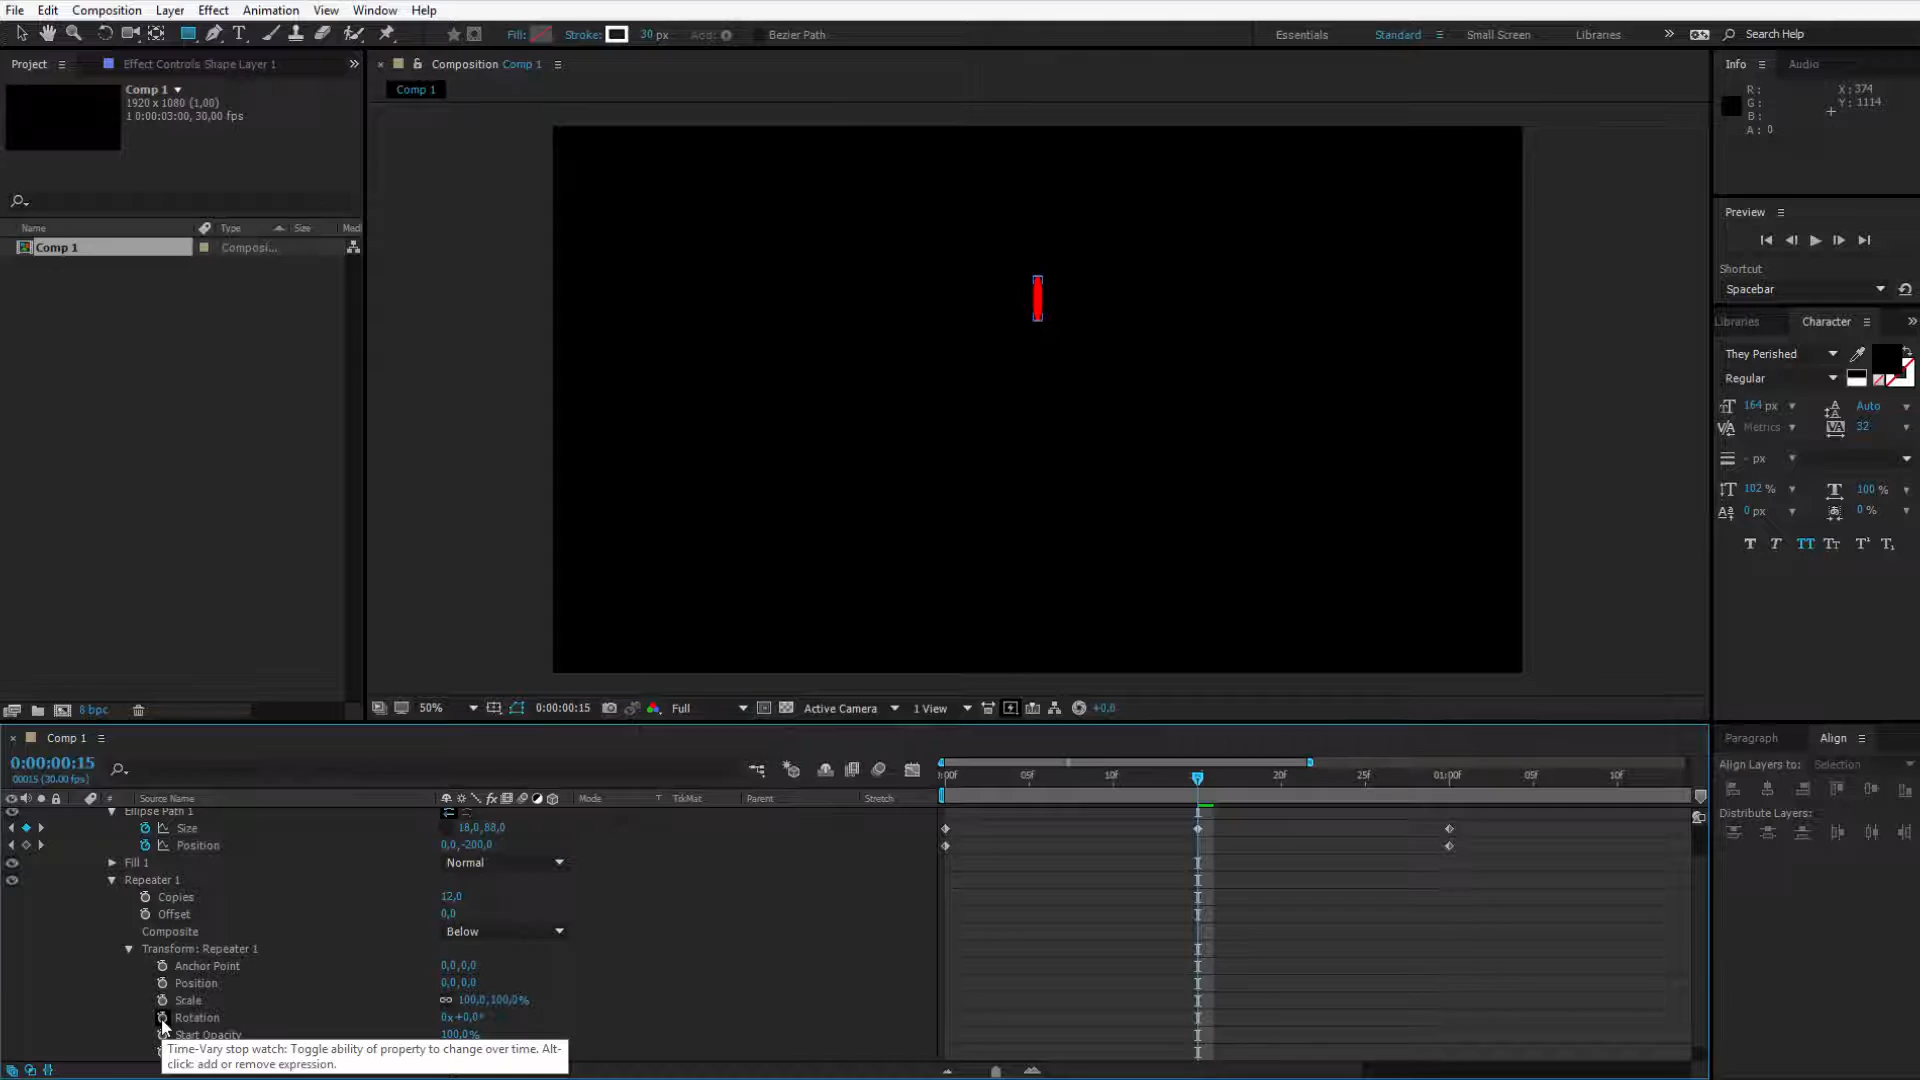 File Edit Composition Layer Effect Animation View Window Help
Fill: Stroke: 30 px Add: Bezier Path Essentials Standard Small Screen Libraries Search Help
Project Effect Controls Shape Layer 1
Composition Comp 1
Info Audio
Comp 1
1920 x 1080 (1,00)
1 0:00:03:00, 30,00 fps
Comp 1
R:
G:
B:
A: 0
X: 374
Y: 1114
Preview
Name Type Size Med
Comp 1 Composi...
Shortcut
Spacebar
Libraries Character
They Perished
Regular
164 px Auto
Metrics 32
- px
102 % 100 %
0 px 0 %
T T TT Tr T¹ T₁
8 bpc
50% 0:00:00:15 Full Active Camera 1 View +0,0
Comp 1
0:00:00:15
00015 (30.00 fps)
# Source Name Mode T TrkMat Parent Stretch
:00F 05F 10F 20F 25F 01:00F 05F 10F
Ellipse Path 1
Size 18,0,88,0
Position 0,0,-200,0
Fill 1 Normal
Repeater 1
Copies 12,0
Offset 0,0
Composite Below
Transform: Repeater 1
Anchor Point 0,0,0,0
Position 0,0,0,0
Scale 100,0,100,0%
Rotation 0x+0,0°
Start Opacity 100,0%
Time-Vary stop watch: Toggle ability of property to change over time. Alt-
click: add or remove expression.
Paragraph Align
Align Layers to: Selection
Distribute Layers: